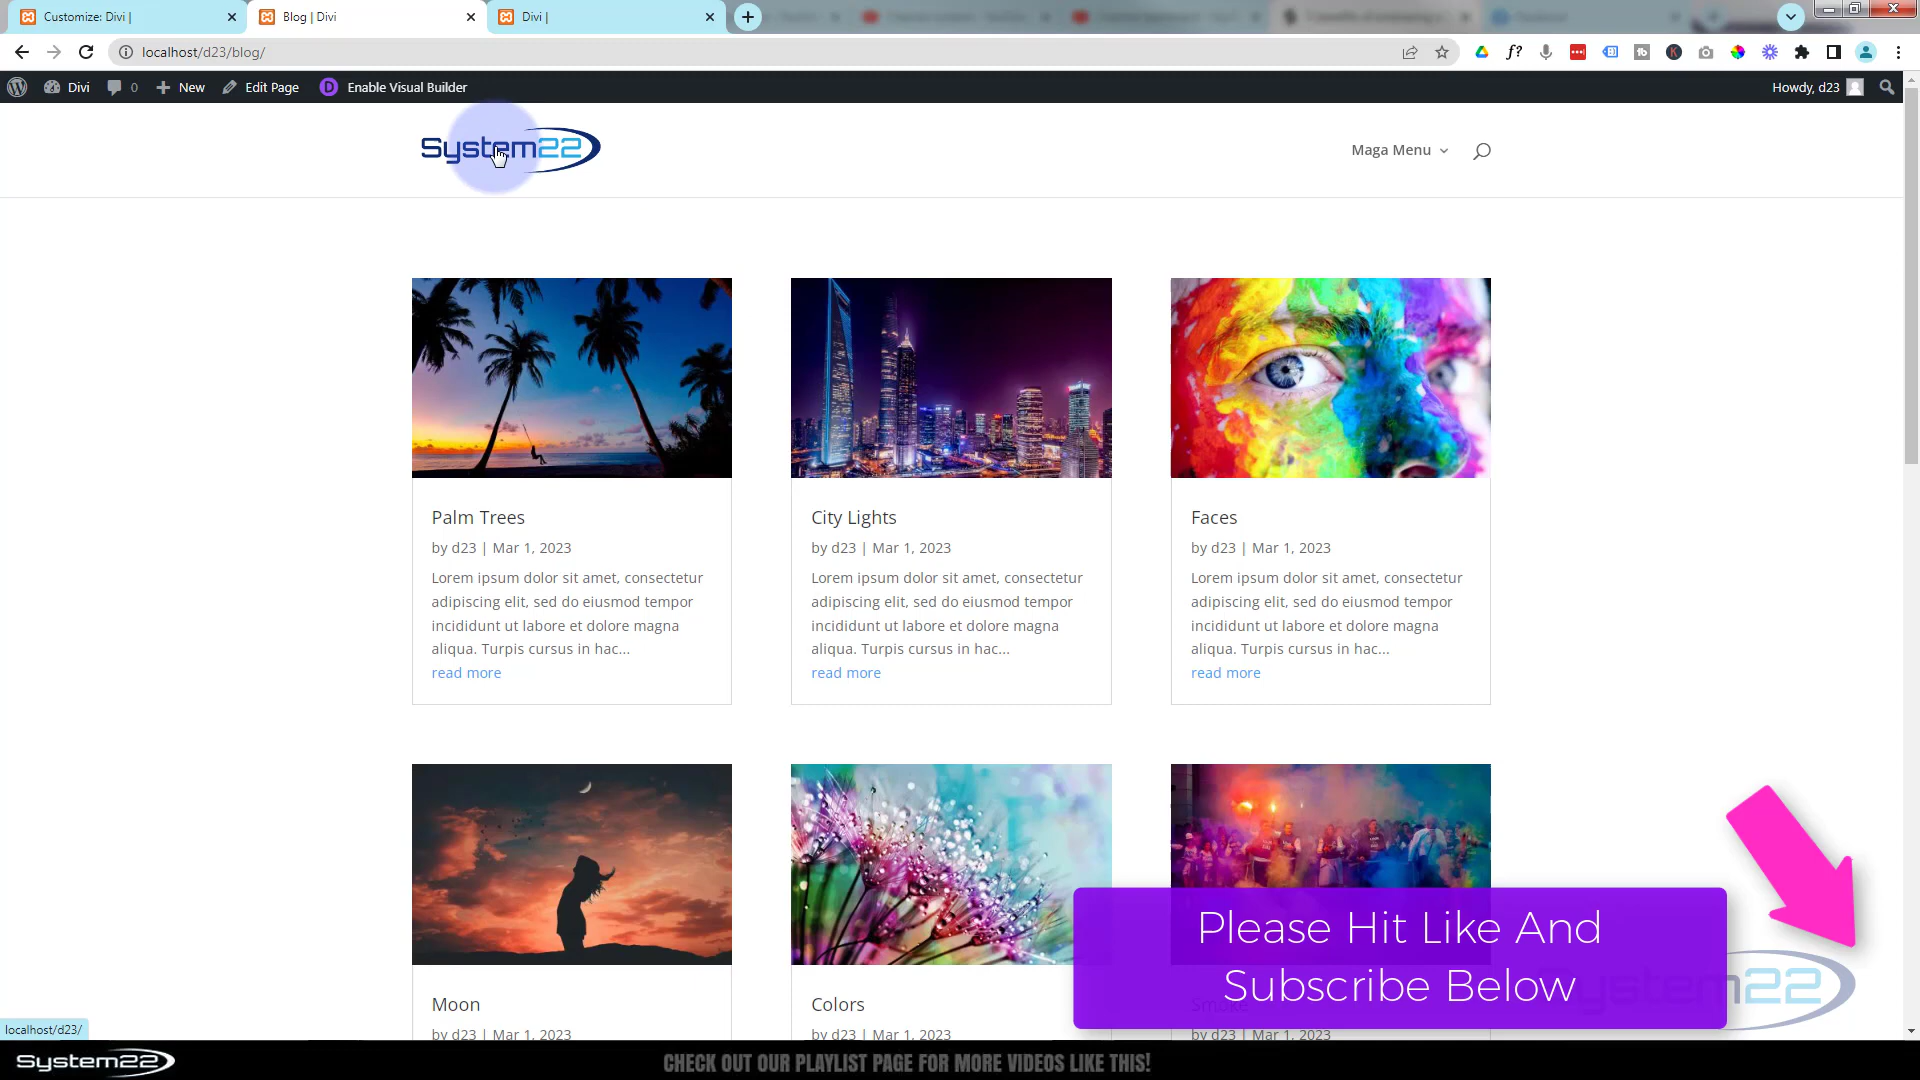 Customize: Divi |
Blog | Divi
Divi |
localhost/d23/blog/
Divi
0
New
Edit Page
Enable Visual Builder
Howdy, d23
System22
Maga Menu
Palm Trees
by d23 | Mar 1, 2023
Lorem ipsum dolor sit amet, consectetur
adipiscing elit, sed do eiusmod tempor
incididunt ut labore et dolore magna
aliqua. Turpis cursus in hac...
read more
City Lights
by d23 | Mar 1, 2023
Lorem ipsum dolor sit amet, consectetur
adipiscing elit, sed do eiusmod tempor
incididunt ut labore et dolore magna
aliqua. Turpis cursus in hac...
read more
Faces
by d23 | Mar 1, 2023
Lorem ipsum dolor sit amet, consectetur
adipiscing elit, sed do eiusmod tempor
incididunt ut labore et dolore magna
aliqua. Turpis cursus in hac...
read more
Moon
by d23 | Mar 1, 2023
Colors
by d23 | Mar 1, 2023
Smoke
by d23 | Mar 1, 2023
Please Hit Like And
Subscribe Below
System22
localhost/d23/
System22
CHECK OUT OUR PLAYLIST PAGE FOR MORE VIDEOS LIKE THIS!